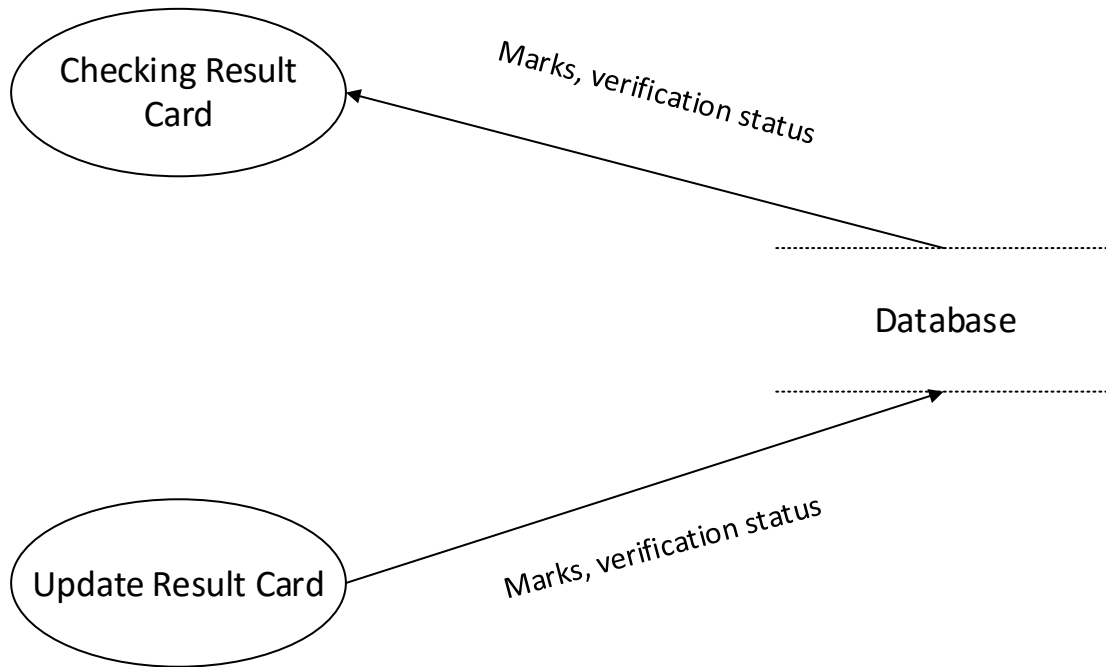 Checking Result
Card
Marks, verification status
Database
Marks, verification status
Update Result Card